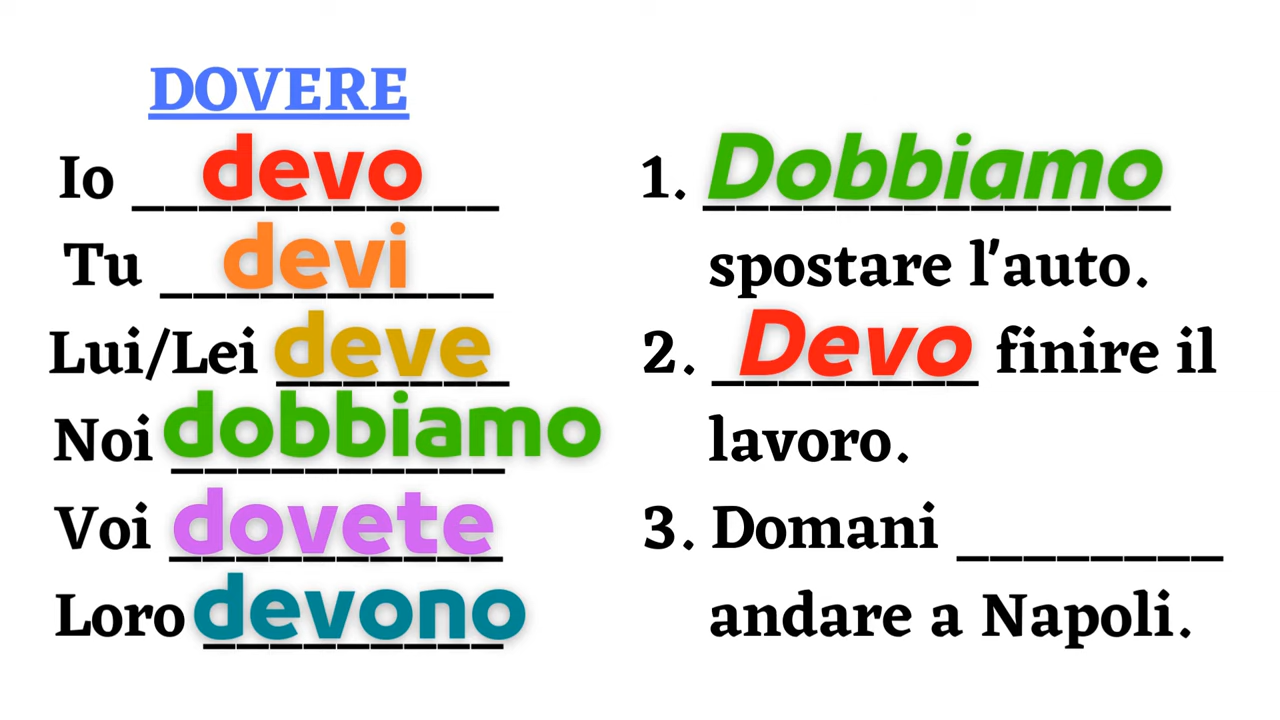 DOVERE
Io devo
Tu devi
Lui/Lei deve
Noi dobbiamo
Voi dovete
Loro devono
1. Dobbiamo
spostare l'auto.
2. Devo finire il
lavoro.
3. Domani ________
andare a Napoli.